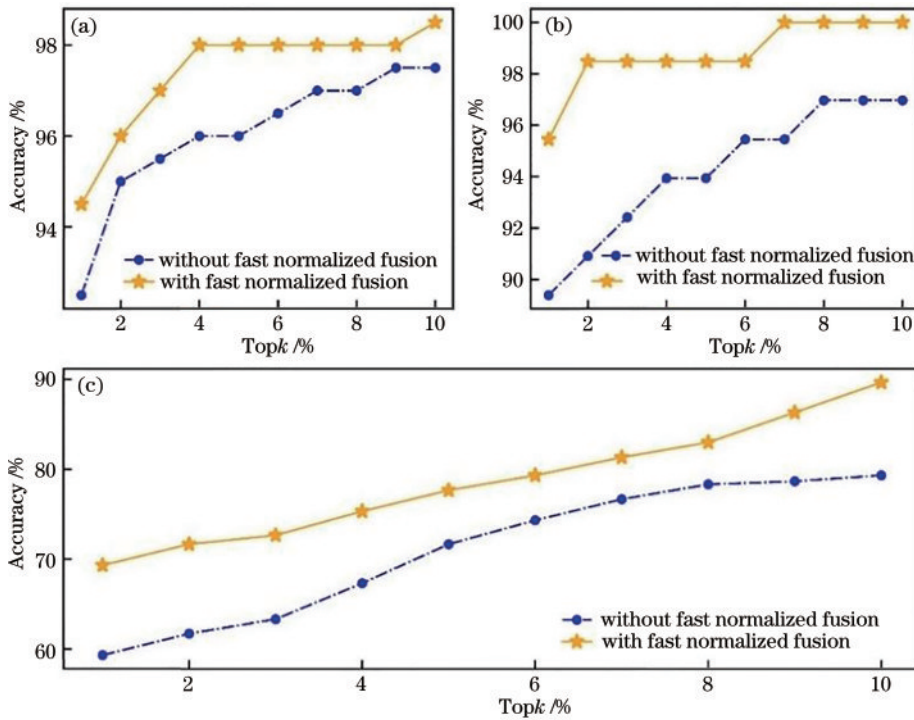 (a)
Accuracy /%
98
96
94
without fast normalized fusion
with fast normalized fusion
2 4 6 8 10
Topk /%
(b)
Accuracy /%
100
98
96
94
92
90
without fast normalized fusion
with fast normalized fusion
2 4 6 8 10
Topk /%
(c)
Accuracy /%
90
80
70
60
without fast normalized fusion
with fast normalized fusion
2 4 6 8 10
Topk /%